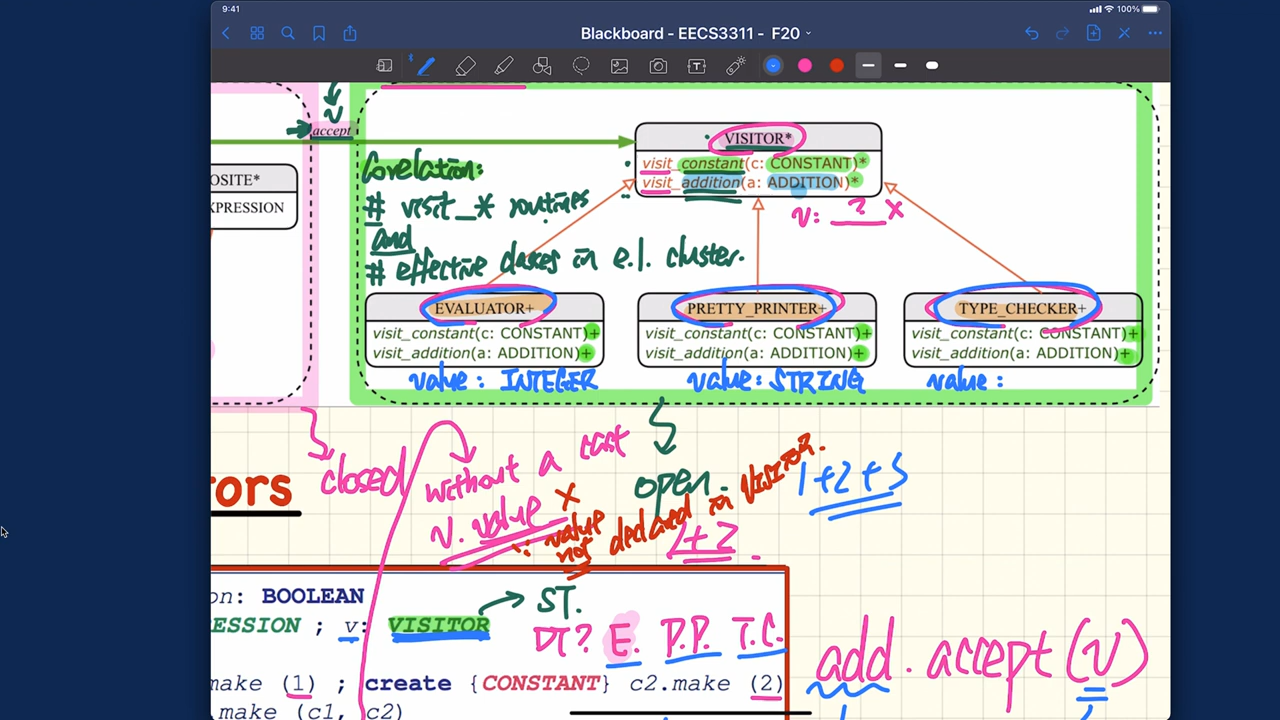 9:41
100%
Blackboard - EECS3311 - F20
accept
VISITOR*
Corelation:
visit_constant(c: CONSTANT)*
OSITE*
visit_addition(a: ADDITION)*
# visit_* routines
XPRESSION
v: ? x
and
# effective classes in e.l. cluster.
EVALUATOR+
PRETTY_PRINTER+
TYPE_CHECKER+
visit_constant(c: CONSTANT)+
visit_constant(c: CONSTANT)+
visit_constant(c: CONSTANT)+
visit_addition(a: ADDITION)+
visit_addition(a: ADDITION)+
visit_addition(a: ADDITION)+
value: INTEGER
value: STRING
value:
closed
without a cast
open.
1+2+3
ors
v. value x
∵ value not declared in VISITOR.
1+2
on: BOOLEAN
ST.
ESSION ; v: VISITOR
DT? E. P.P. T.C.
add. accept (v)
make (1) ; create {CONSTANT} c2.make (2)
.make (c1, c2)